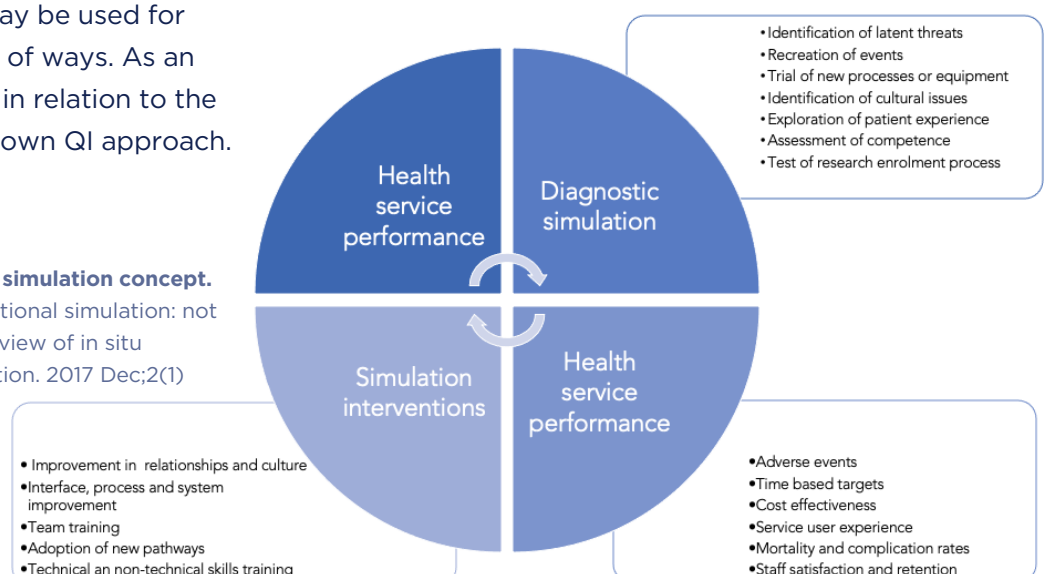 ay be used for
of ways. As an
in relation to the
own QI approach.
simulation concept.
tional simulation: not
view of in situ
tion. 2017 Dec;2(1)
Health
service
performance
Diagnostic
simulation
•Identification of latent threats
•Recreation of events
•Trial of new processes or equipment
•Identification of cultural issues
•Exploration of patient experience
•Assessment of competence
•Test of research enrolment process
Simulation
interventions
Health
service
performance
• Improvement in relationships and culture
•Interface, process and system
improvement
•Team training
•Adoption of new pathways
•Technical an non-technical skills training
•Adverse events
•Time based targets
•Cost effectiveness
•Service user experience
•Mortality and complication rates
•Staff satisfaction and retention